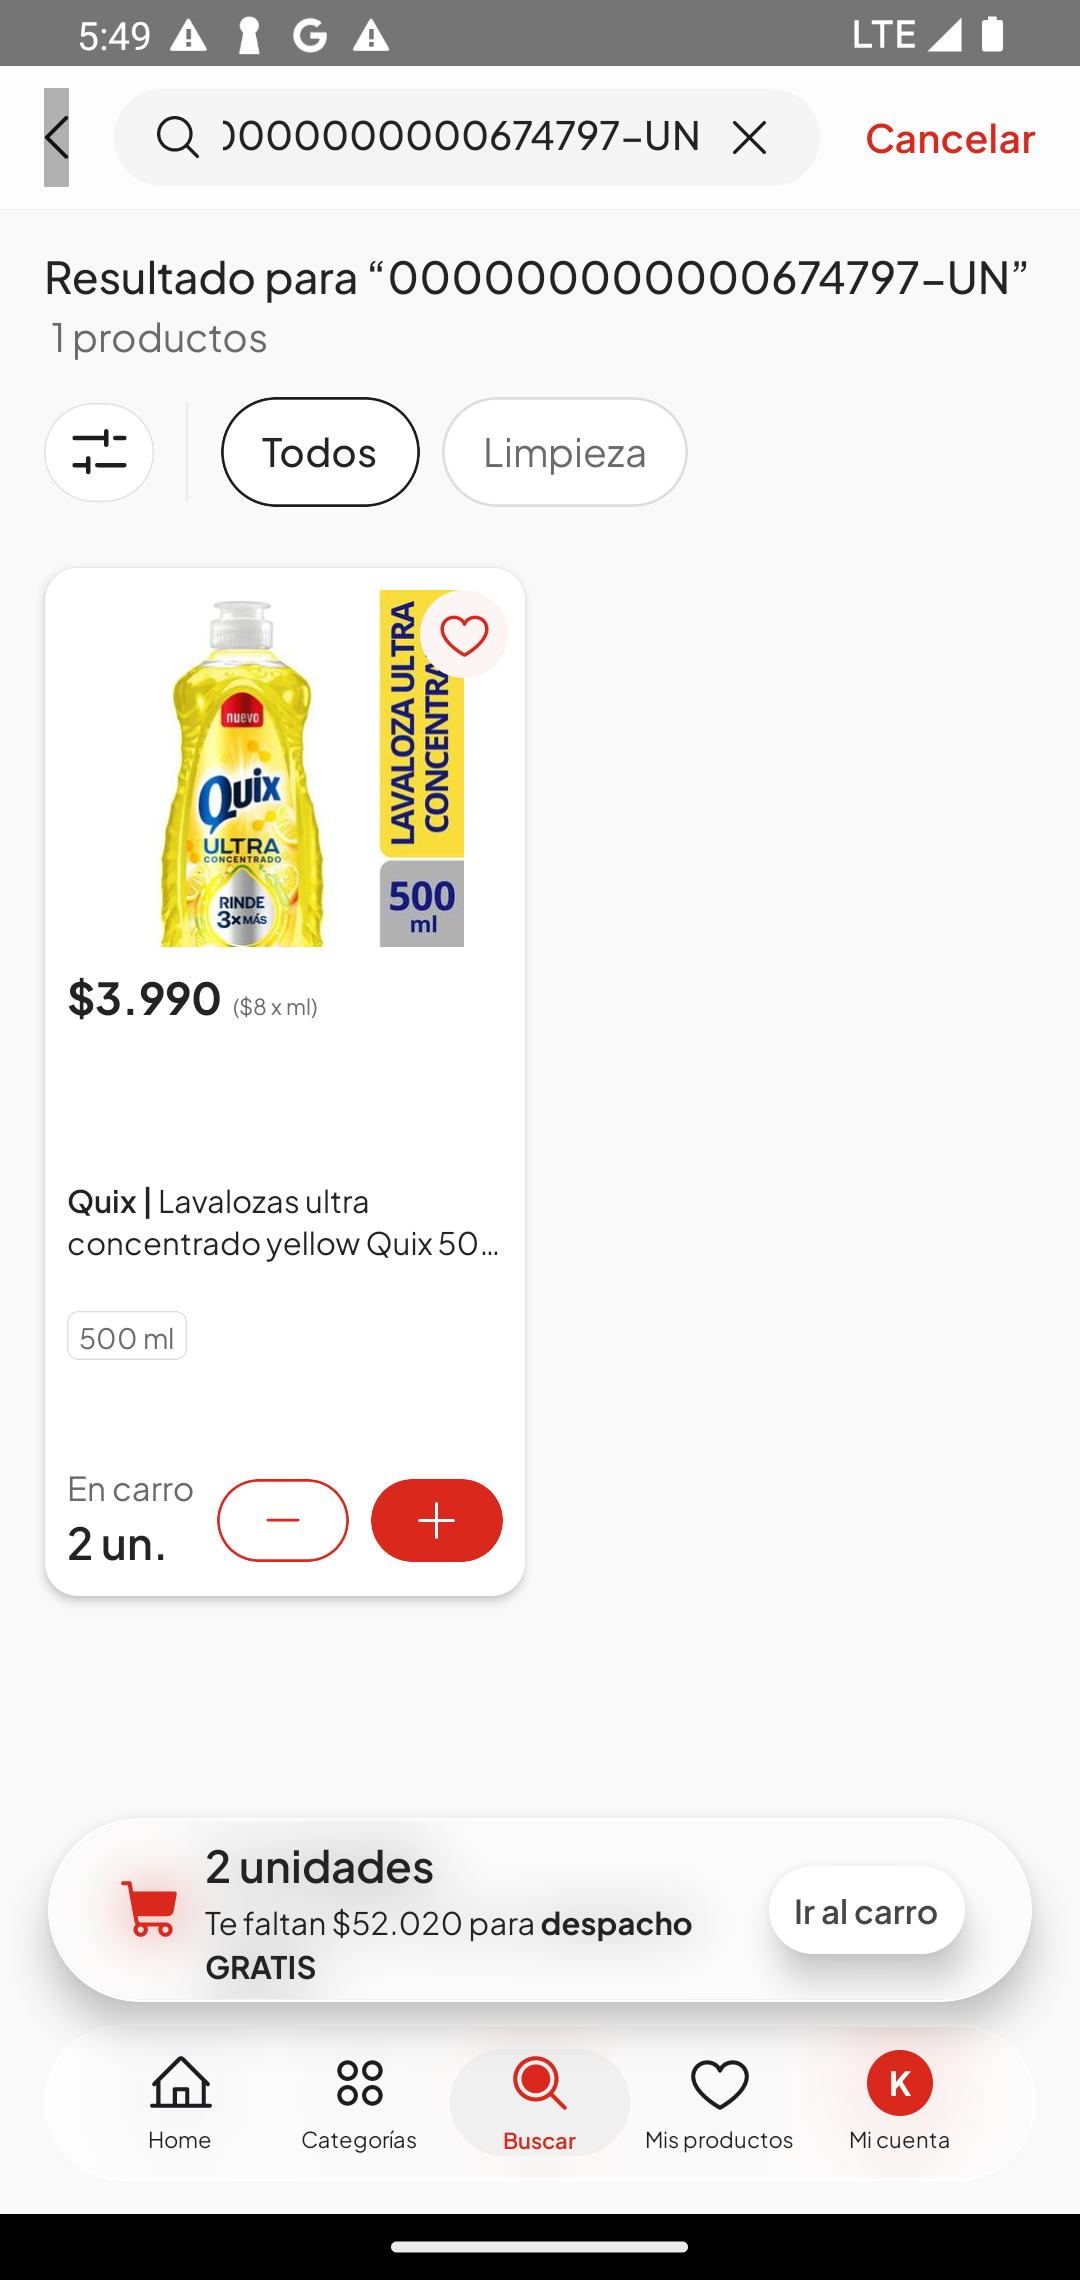 5:49
LTE
0000000000674797-UN
Cancelar
Resultado para “000000000000674797-UN”
1 productos
Todos
Limpieza
nuevo
Quix
ULTRA
CONCENTRADO
RINDE
3x MÁS
LAVALOZA ULTRA
CONCENTRA
500
ml
$3.990 ($8 x ml)
Quix | Lavalozas ultra
concentrado yellow Quix 50...
500 ml
En carro
2 un.
2 unidades
Te faltan $52.020 para despacho
GRATIS
Ir al carro
Home
Categorías
Buscar
Mis productos
K
Mi cuenta